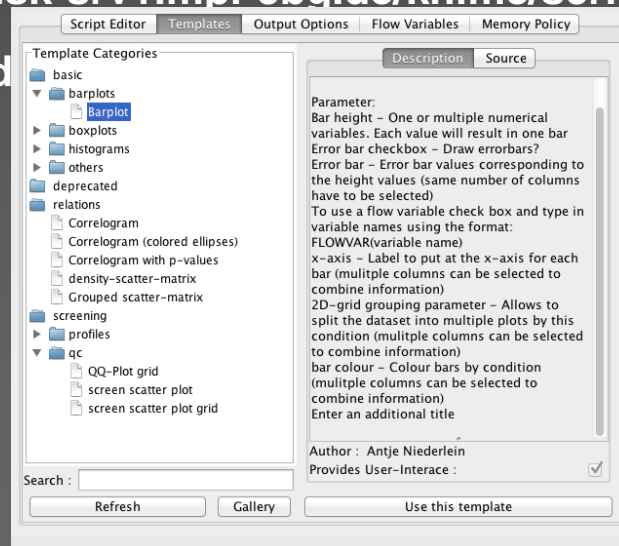 Script Editor Templates Output Options Flow Variables Memory Policy
Template Categories
basic
barplots
Barplot
boxplots
histograms
others
deprecated
relations
Correlogram
Correlogram (colored ellipses)
Correlogram with p-values
density-scatter-matrix
Grouped scatter-matrix
screening
profiles
qc
QQ-Plot grid
screen scatter plot
screen scatter plot grid
Search :
Refresh Gallery
Description Source
Parameter:
Bar height - One or multiple numerical
variables. Each value will result in one bar
Error bar checkbox - Draw errorbars?
Error bar - Error bar values corresponding to
the height values (same number of columns
have to be selected)
To use a flow variable check box and type in
variable names using the format:
FLOWVAR(variable name)
x-axis - Label to put at the x-axis for each
bar (mulitple columns can be selected to
combine information)
2D-grid grouping parameter - Allows to
split the dataset into multiple plots by this
condition (mulitple columns can be selected
to combine information)
bar colour - Colour bars by condition
(mulitple columns can be selected to
combine information)
Enter an additional title
Author : Antje Niederlein
Provides User-Interace :
Use this template